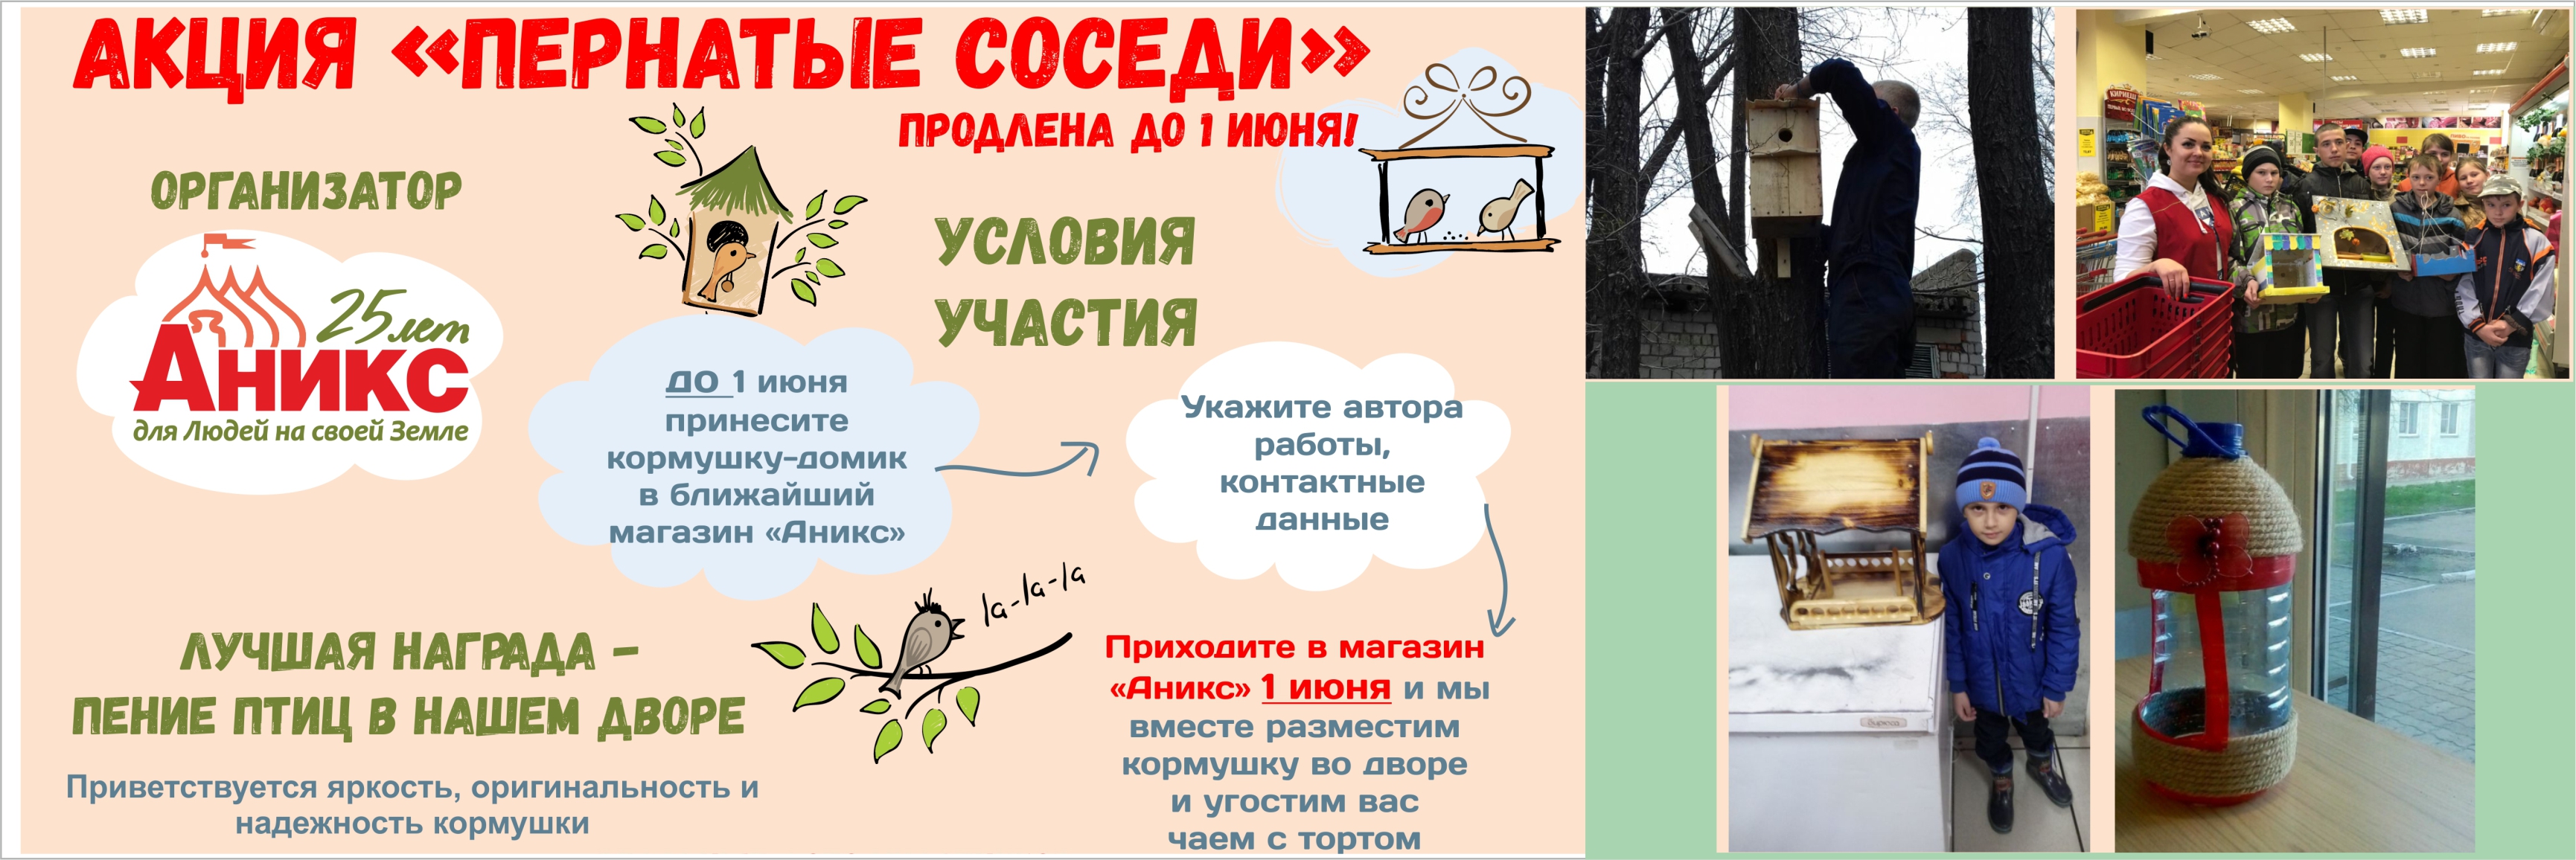 АКЦИЯ «ПЕРНАТЫЕ СОСЕДИ»
ПРОДЛЕНА ДО 1 ИЮНЯ!
ОРГАНИЗАТОР
25 лет
Аникс
для Людей на своей Земле
УСЛОВИЯ
УЧАСТИЯ
ДО 1 июня
принесите
кормушку-домик
в ближайший
магазин «Аникс»
Укажите автора
работы,
контактные
данные
la-la-la
Приходите в магазин
«Аникс» 1 июня и мы
вместе разместим
кормушку во дворе
и угостим вас
чаем с тортом
ЛУЧШАЯ НАГРАДА –
ПЕНИЕ ПТИЦ В НАШЕМ ДВОРЕ
Приветствуется яркость, оригинальность и
надежность кормушки
КИРИЕШ
Бирюса